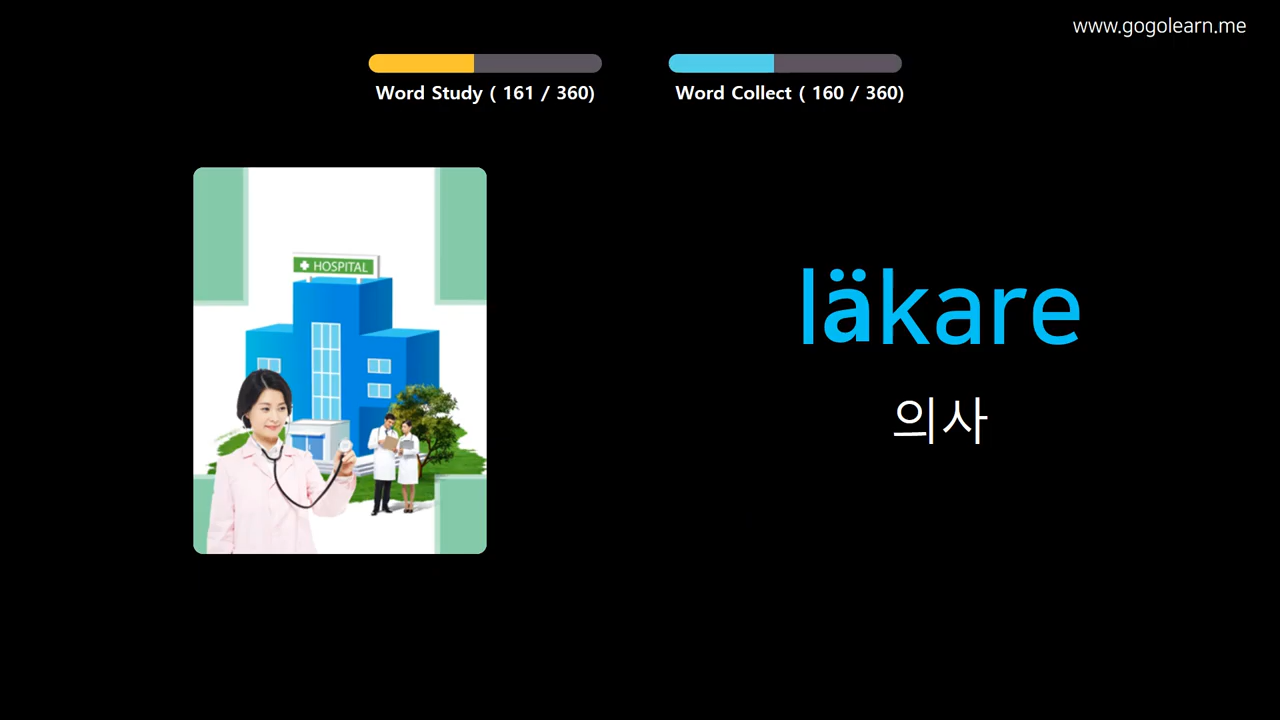 www.gogolearn.me
Word Study ( 161 / 360)
Word Collect ( 160 / 360)
HOSPITAL
läkare
의사